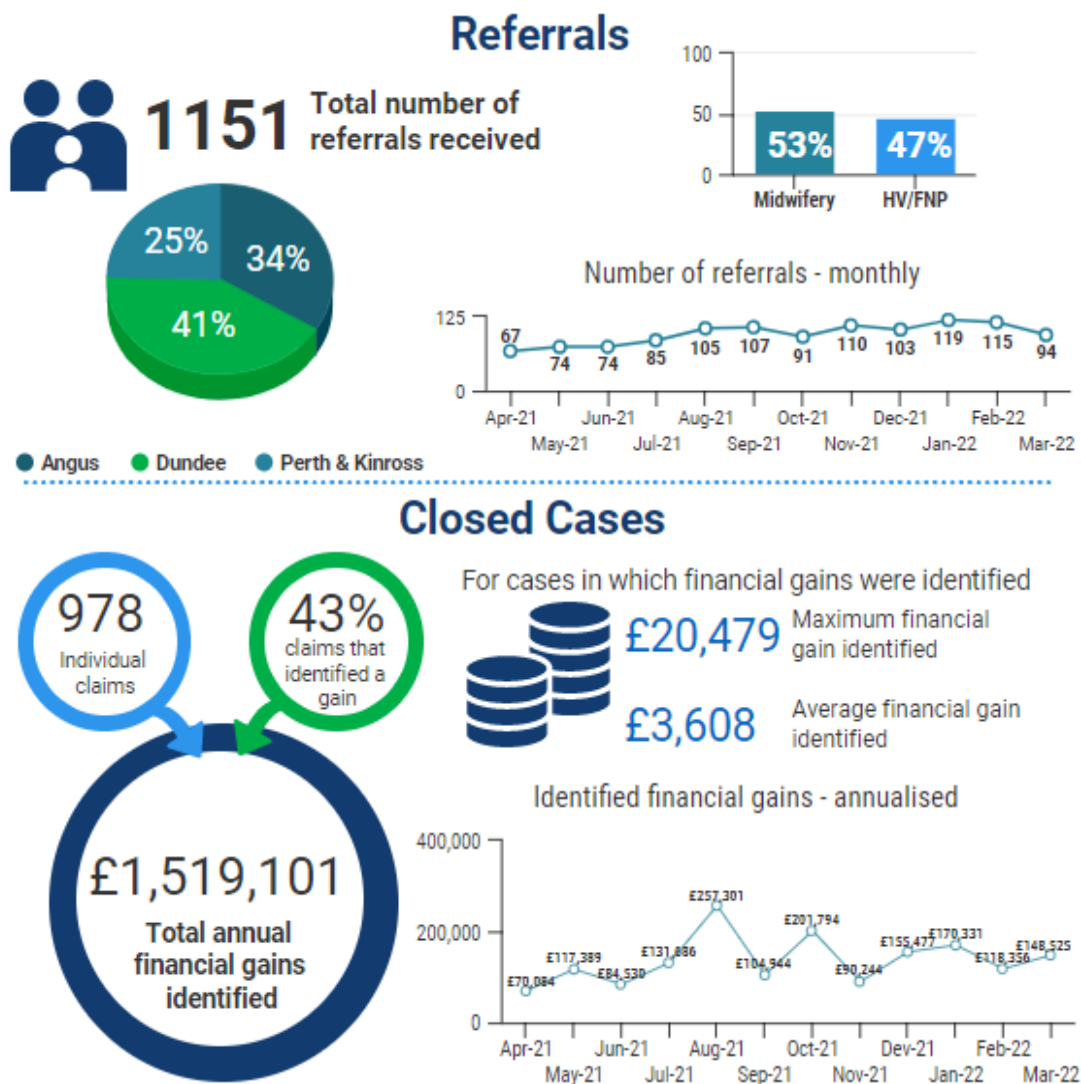 Referrals
1151
Total number of
referrals received
25%
34%
41%
Angus
Dundee
Perth & Kinross
100
50
0
53%
47%
Midwifery
HV/FNP
Number of referrals - monthly
125
0
67
74
74
85
105
107
91
110
103
119
115
94
Apr-21
May-21
Jun-21
Jul-21
Aug-21
Sep-21
Oct-21
Nov-21
Dec-21
Jan-22
Feb-22
Mar-22
Closed Cases
978
Individual
claims
43%
claims that
identified a
gain
£1,519,101
Total annual
financial gains
identified
For cases in which financial gains were identified
£20,479
Maximum financial
gain identified
£3,608
Average financial gain
identified
Identified financial gains - annualised
400,000
200,000
0
£70,084
£117,389
£84,530
£257,301
£104,944
£201,794
£90,244
£155,477
£170,331
£118,356
£148,525
Apr-21
May-21
Jun-21
Jul-21
Aug-21
Sep-21
Oct-21
Nov-21
Dev-21
Jan-22
Feb-22
Mar-22